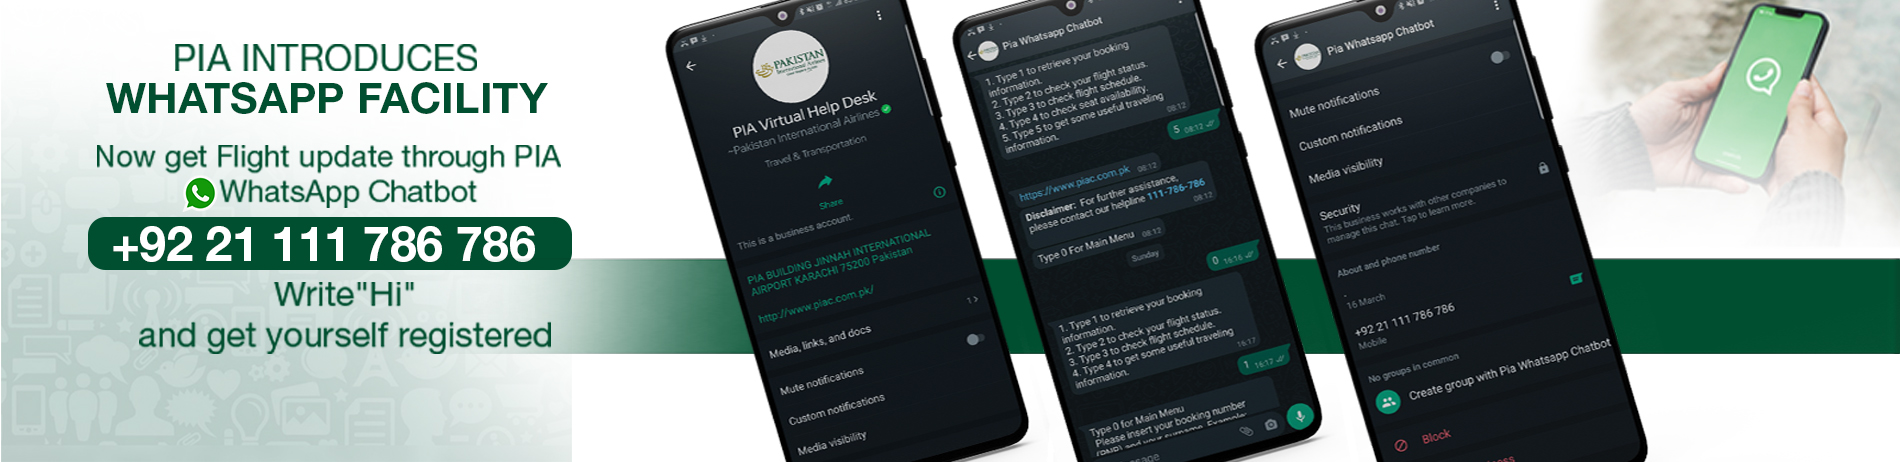 PIA INTRODUCES
WHATSAPP FACILITY
Now get Flight update through PIA
WhatsApp Chatbot
+92 21 111 786 786
Write"Hi"
and get yourself registered
PAKISTAN
International Airlines
PIA Virtual Help Desk
~Pakistan International Airlines
Travel & Transportation
Share
This is a business account.
PIA BUILDING JINNAH INTERNATIONAL
AIRPORT KARACHI 75200 Pakistan
http://www.piac.com.pk/
Media, links, and docs
1 >
Mute notifications
Custom notifications
Media visibility
Pia Whatsapp Chatbot
1. Type 1 to retrieve your booking
information.
2. Type 2 to check your flight status.
3. Type 3 to check flight schedule.
4. Type 4 to check seat availability.
5. Type 5 to get some useful traveling
information.
08:12
5 08:12
https://www.piac.com.pk 08:12
Disclaimer: For further assistance,
please contact our helpline 111-786-786
08:12
Type 0 For Main Menu 08:12
Sunday
0 16:16
1. Type 1 to retrieve your booking
information.
2. Type 2 to check your flight status.
3. Type 3 to check flight schedule.
4. Type 4 to get some useful traveling
information.
16:17
1 16:17
Type 0 for Main Menu
Please insert your booking number
(PNR) and your surname. Example:
Pia Whatsapp Chatbot
Mute notifications
Custom notifications
Media visibility
Security
This business works with other companies to
manage this chat. Tap to learn more.
About and phone number
.
16 March
+92 21 111 786 786
Mobile
No groups in common
Create group with Pia Whatsapp Chatbot
Block